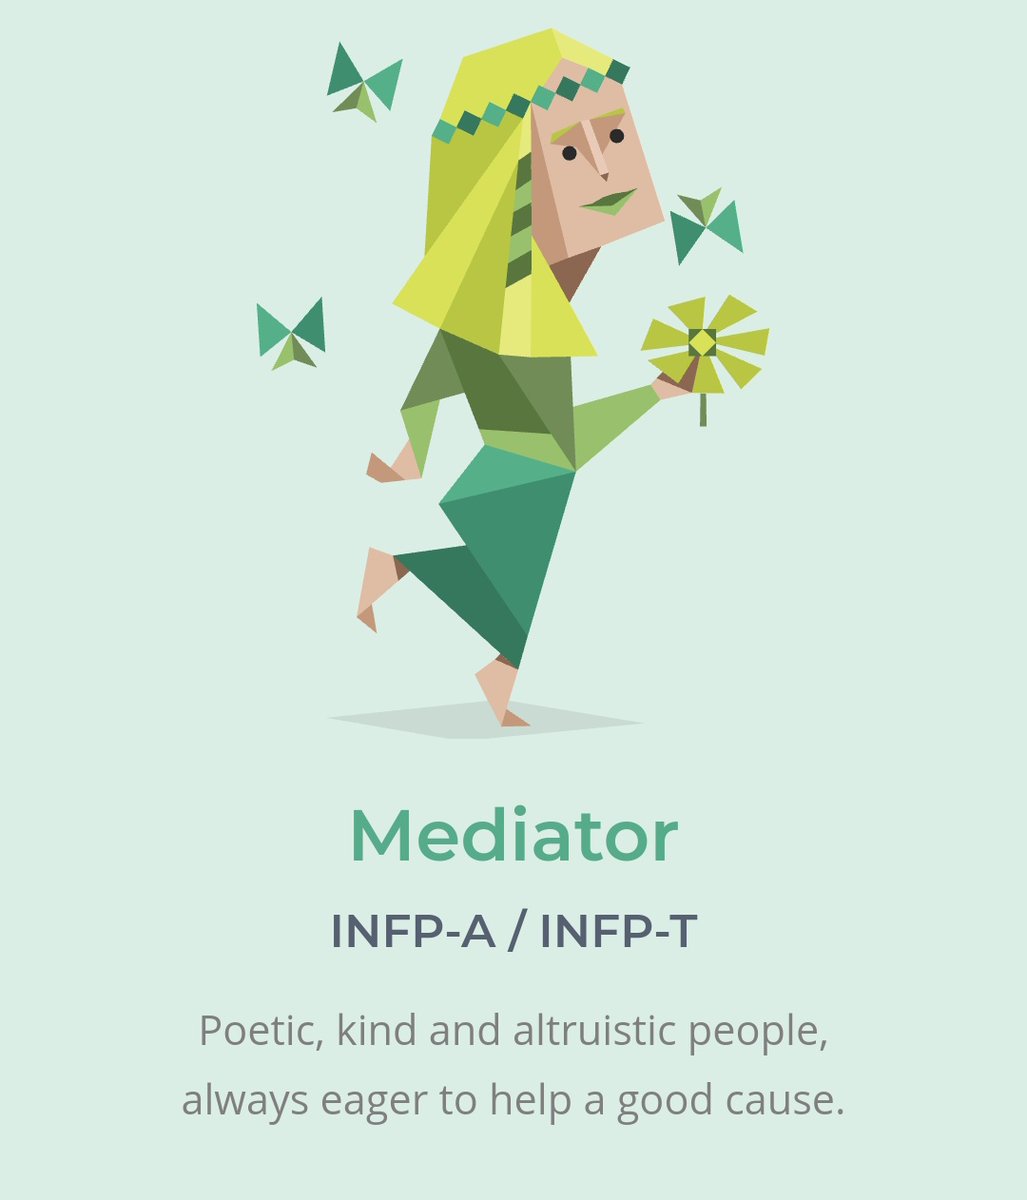 Mediator
INFP-A / INFP-T
Poetic, kind and altruistic people,
always eager to help a good cause.